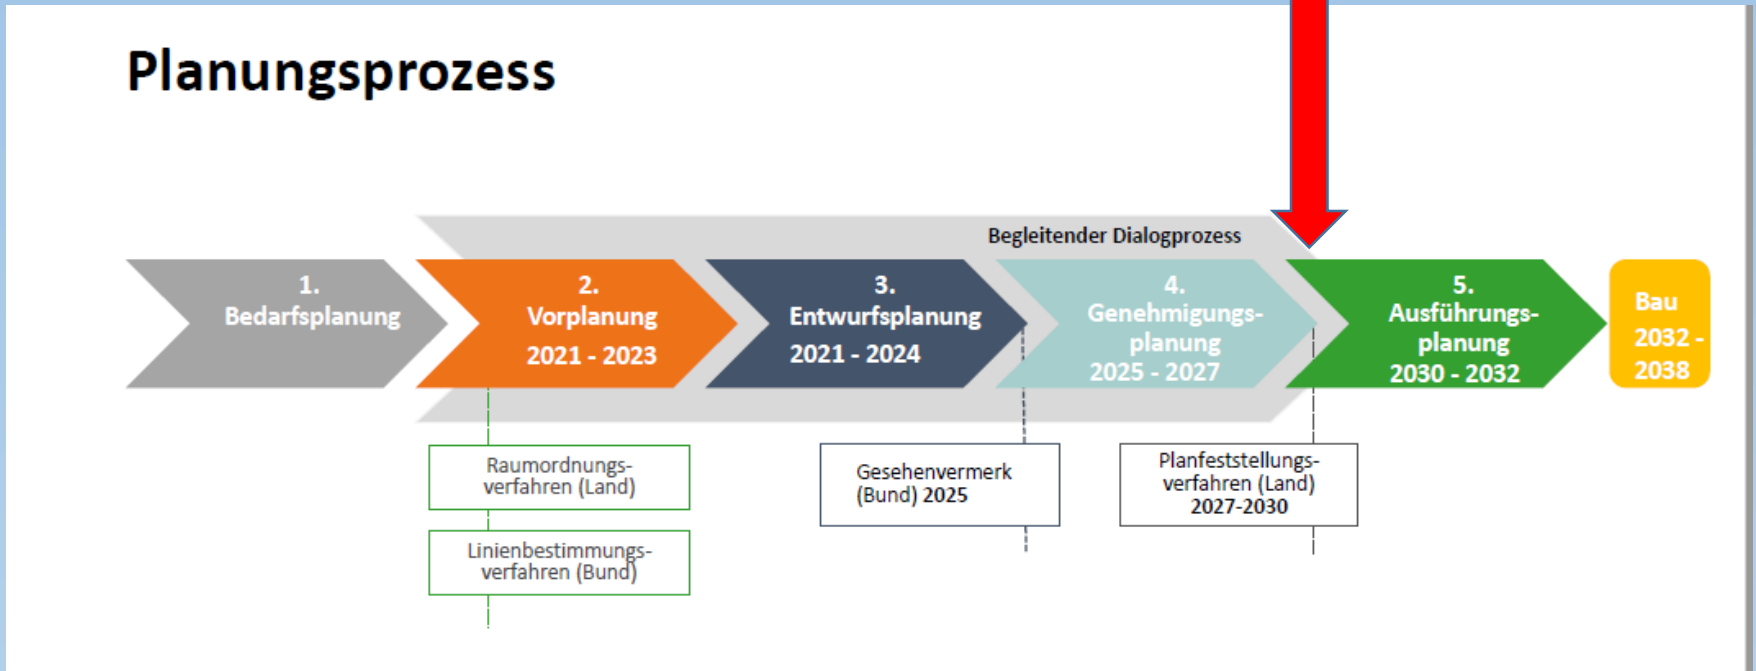 Planungsprozess
Begleitender Dialogprozess
1.
Bedarfsplanung
2.
Vorplanung
2021 - 2023
3.
Entwurfsplanung
2021 - 2024
4.
Genehmigungs-
planung
2025 - 2027
5.
Ausführungs-
planung
2030 - 2032
Bau
2032 -
2038
Raumordnungs-
verfahren (Land)
Linienbestimmungs-
verfahren (Bund)
Gesehenvermerk
(Bund) 2025
Planfeststellungs-
verfahren (Land)
2027-2030